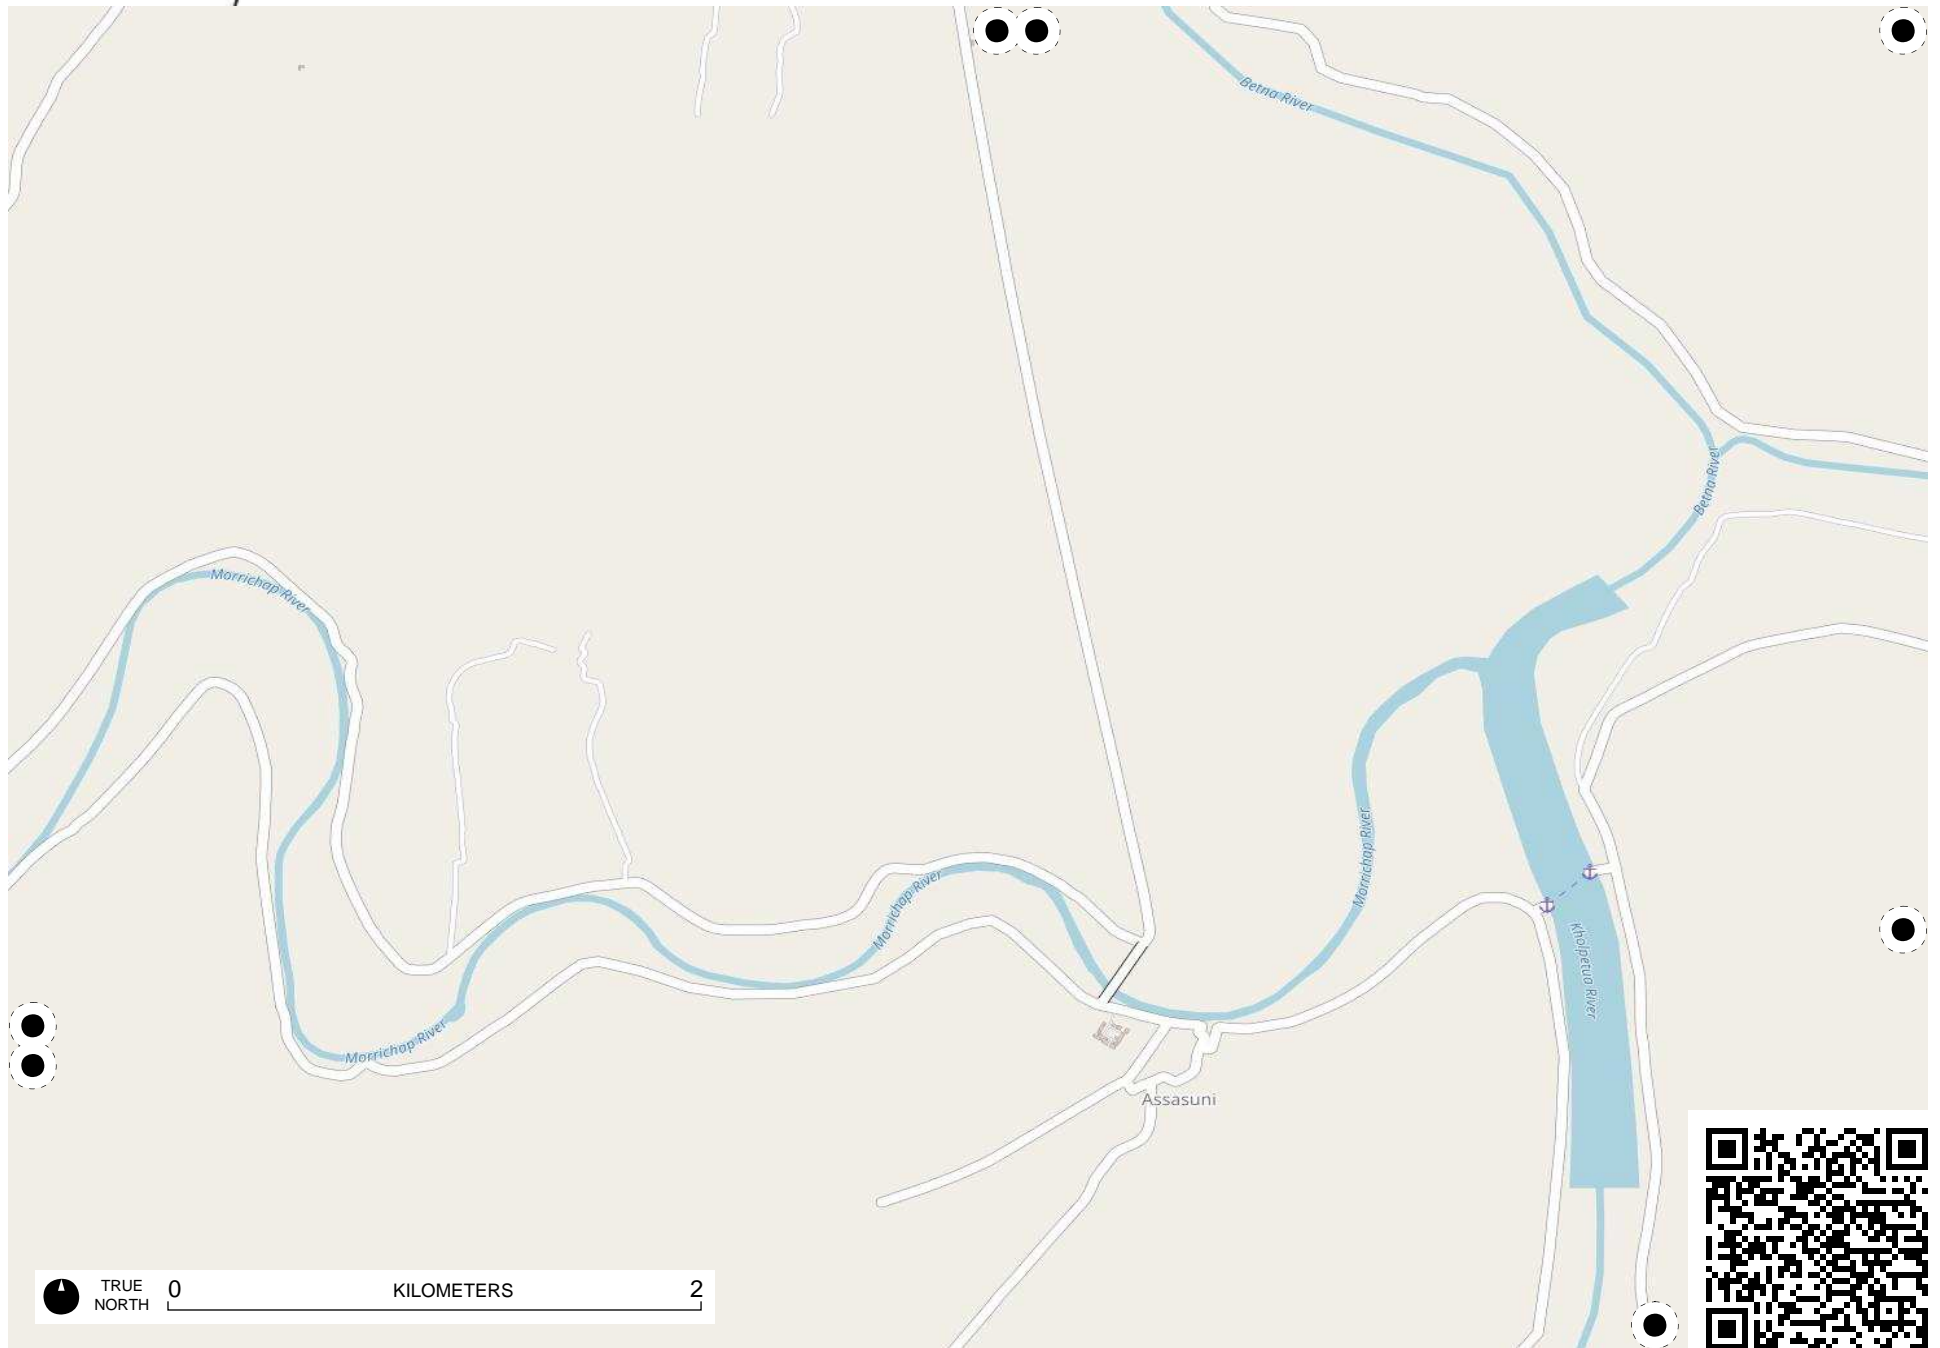 Betna River
Betna River
Morrichap River
Morrichap River
Morrichap River
Morrichap River
Kholpetua River
Assasuni
TRUE
NORTH
0 KILOMETERS 2